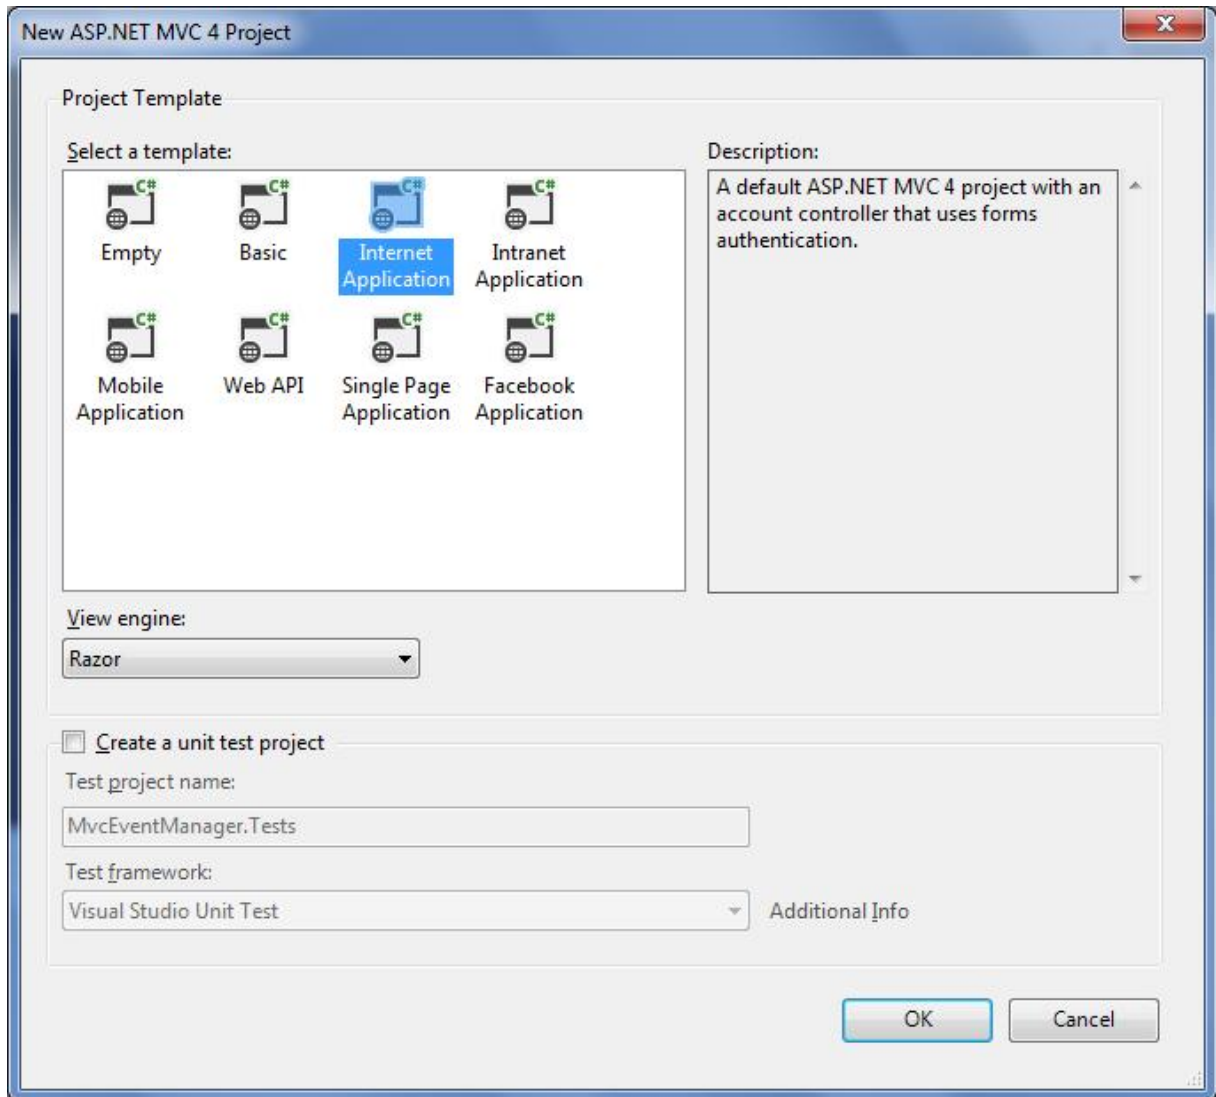 New ASP.NET MVC 4 Project
X
Project Template
Select a template:
Description:
C# C# C# C#
Empty Basic Internet Application Intranet Application
C# C# C# C#
Mobile Application Web API Single Page Application Facebook Application
A default ASP.NET MVC 4 project with an
account controller that uses forms
authentication.
View engine:
Razor
Create a unit test project
Test project name:
MvcEventManager.Tests
Test framework:
Visual Studio Unit Test
Additional Info
OK
Cancel